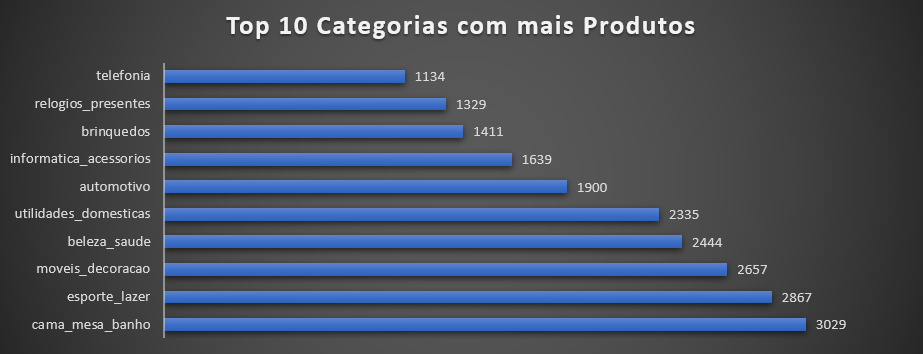 Top 10 Categorias com mais Produtos
telefonia 1134
relogios_presentes 1329
brinquedos 1411
informatica_acessorios 1639
automotivo 1900
utilidades_domesticas 2335
beleza_saude 2444
moveis_decoracao 2657
esporte_lazer 2867
cama_mesa_banho 3029